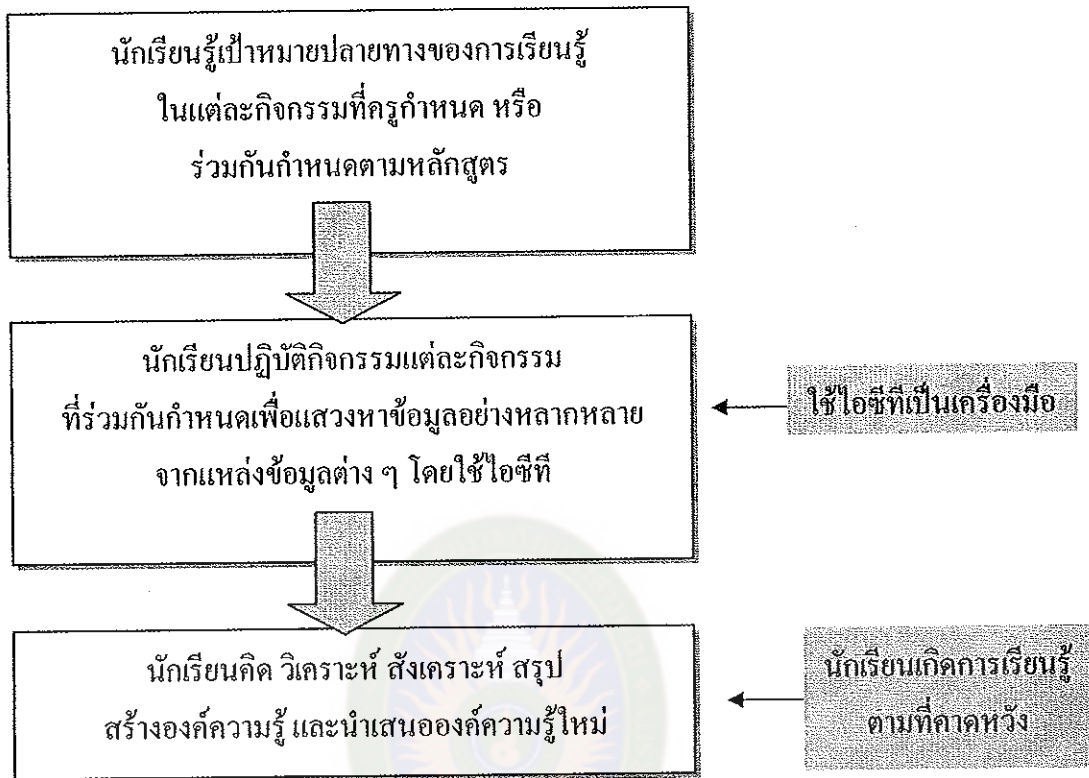 นักเรียนรู้เป้าหมายปลายทางของการเรียนรู้
ในแต่ละกิจกรรมที่ครูกำหนด หรือ
ร่วมกันกำหนดตามหลักสูตร
นักเรียนปฏิบัติกิจกรรมแต่ละกิจกรรม
ที่ร่วมกันกำหนดเพื่อแสวงหาข้อมูลอย่างหลากหลาย
จากแหล่งข้อมูลต่าง ๆ โดยใช้ไอซีที
ใช้ไอซีทีเป็นเครื่องมือ
นักเรียนคิด วิเคราะห์ สังเคราะห์ สรุป
สร้างองค์ความรู้ และนำเสนอองค์ความรู้ใหม่
นักเรียนเกิดการเรียนรู้
ตามที่คาดหวัง